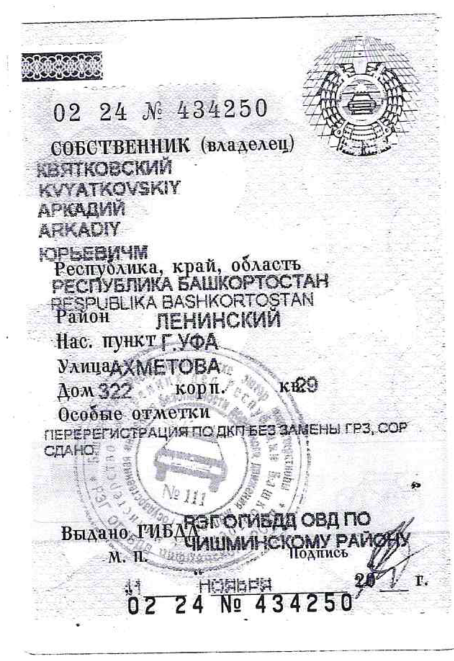 02 24 № 434250
СОБСТВЕННИК (владелец)
КВЯТКОВСКИЙ
KVYATKOVSKIY
АРКАДИЙ
ARKADIY
ЮРЬЕВИЧМ
Республика, край, область
РЕСПУБЛИКА БАШКОРТОСТАН
RESPUBLIKA BASHKORTOSTAN
Район ЛЕНИНСКИЙ
Нас. пункт Г.УФА
Улица АХМЕТОВА
Дом 322 корп. кв. 29
Особые отметки
ПЕРЕРЕГИСТРАЦИЯ ПО ДКП БЕЗ ЗАМЕНЫ ГРЗ, СОР
СДАНО.
№ 111
Выдано ГИБДД РЭГ ОГИБДД ОВД ПО
ЧИШМИНСКОМУ РАЙОНУ
М. П. Подпись
11 НОЯБРЯ 20 г.
02 24 № 434250